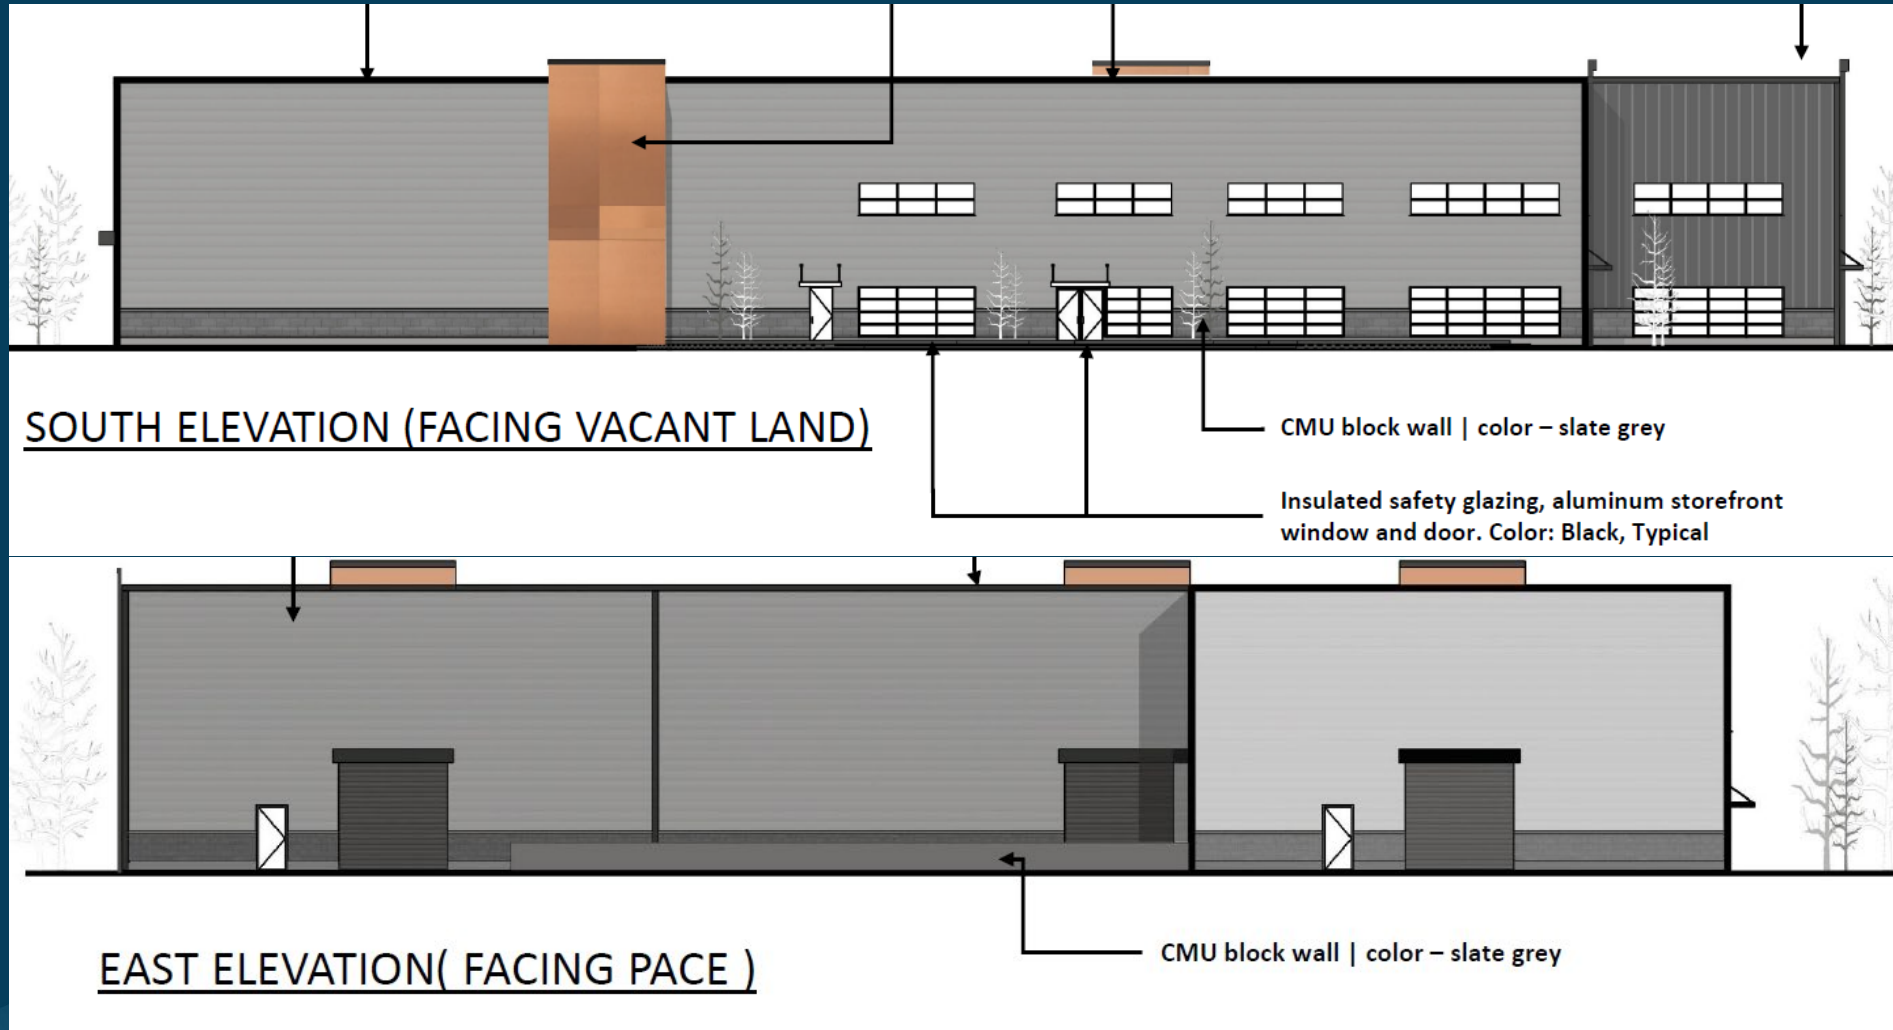 SOUTH ELEVATION (FACING VACANT LAND)
CMU block wall | color – slate grey
Insulated safety glazing, aluminum storefront
window and door. Color: Black, Typical
EAST ELEVATION( FACING PACE )
CMU block wall | color – slate grey